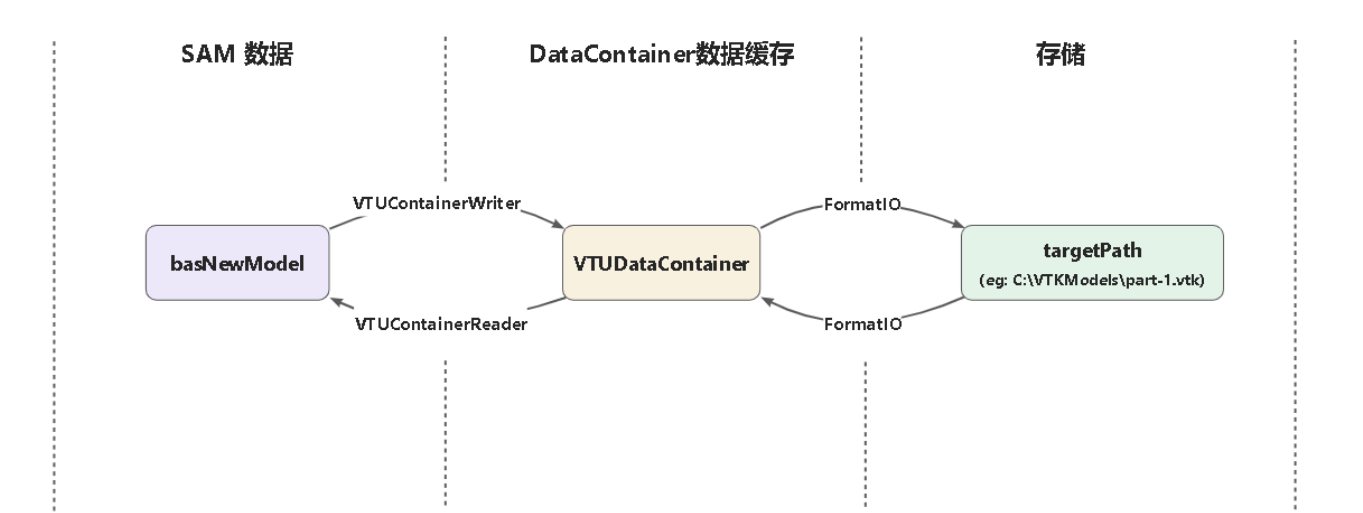 SAM 数据
DataContainer数据缓存
存储
VTUContainerWriter
FormatIO
basNewModel
VTUDataContainer
targetPath
(eg: C:\VTKModels\part-1.vtk)
VTUContainerReader
FormatIO